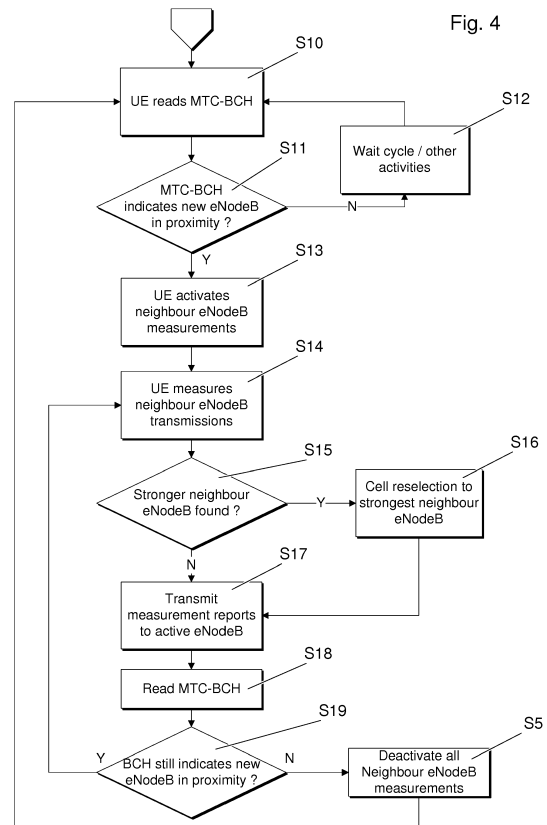 Fig. 4
S10
UE reads MTC-BCH
S12
Wait cycle / other
activities
S11
MTC-BCH
indicates new eNodeB
in proximity ?
N
Y
S13
UE activates
neighbour eNodeB
measurements
S14
UE measures
neighbour eNodeB
transmissions
S15
Stronger neighbour
eNodeB found ?
Y
S16
Cell reselection to
strongest neighbour
eNodeB
N
S17
Transmit
measurement reports
to active eNodeB
S18
Read MTC-BCH
S19
Y
BCH still indicates new
eNodeB in proximity ?
N
S5
Deactivate all
Neighbour eNodeB
measurements